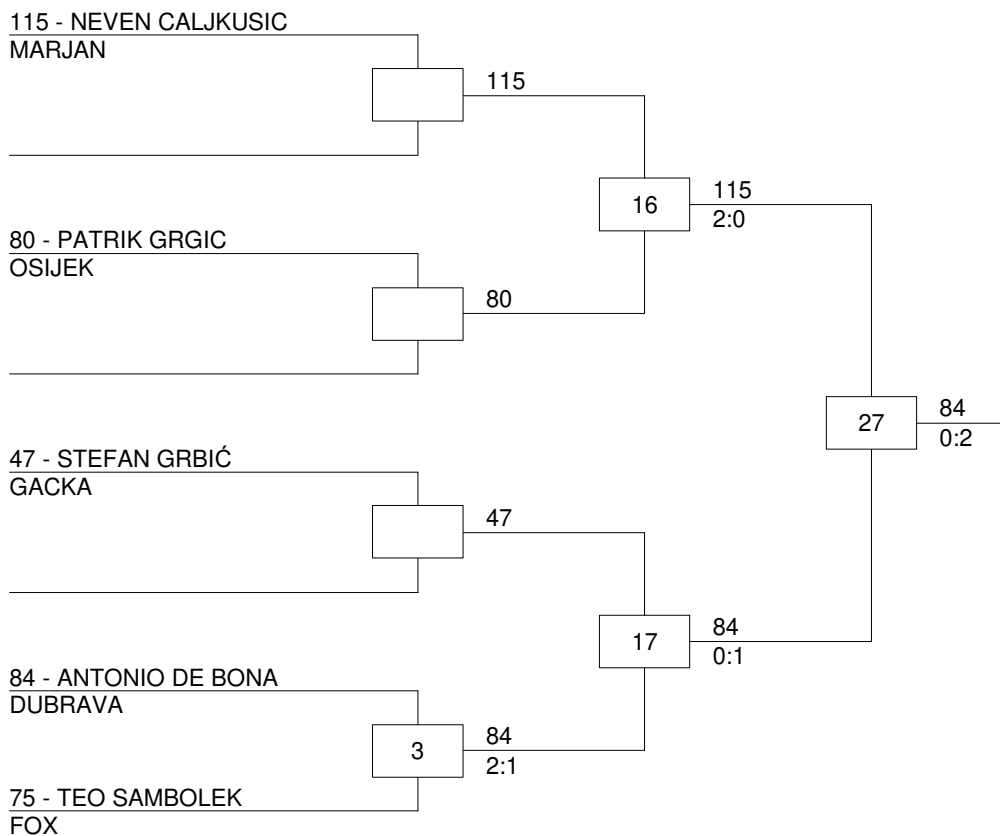 115 - NEVEN CALJKUSIC
MARJAN
115
16
115
2:0
80 - PATRIK GRGIC
OSIJEK
80
27
84
0:2
47 - STEFAN GRBIĆ
GACKA
47
17
84
0:1
84 - ANTONIO DE BONA
DUBRAVA
3
84
2:1
75 - TEO SAMBOLEK
FOX